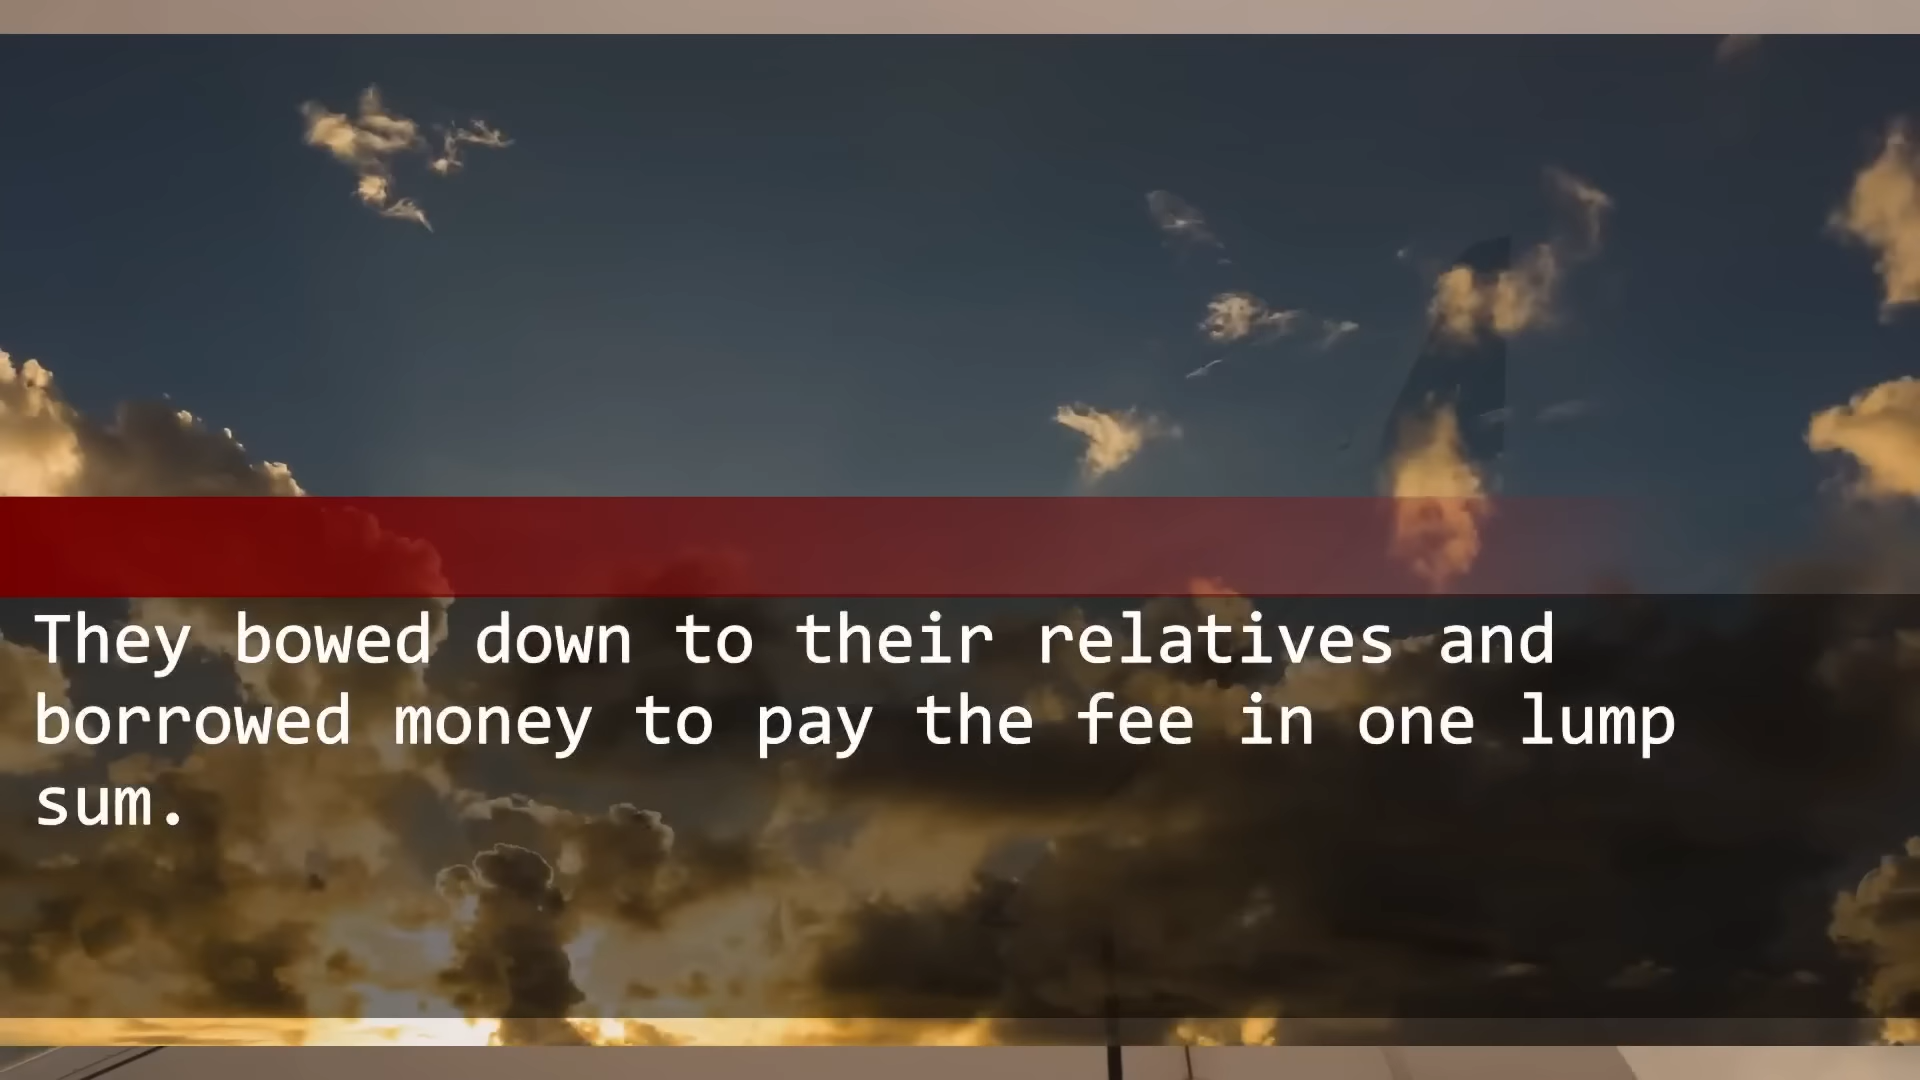 They bowed down to their relatives and
borrowed money to pay the fee in one lump
sum.